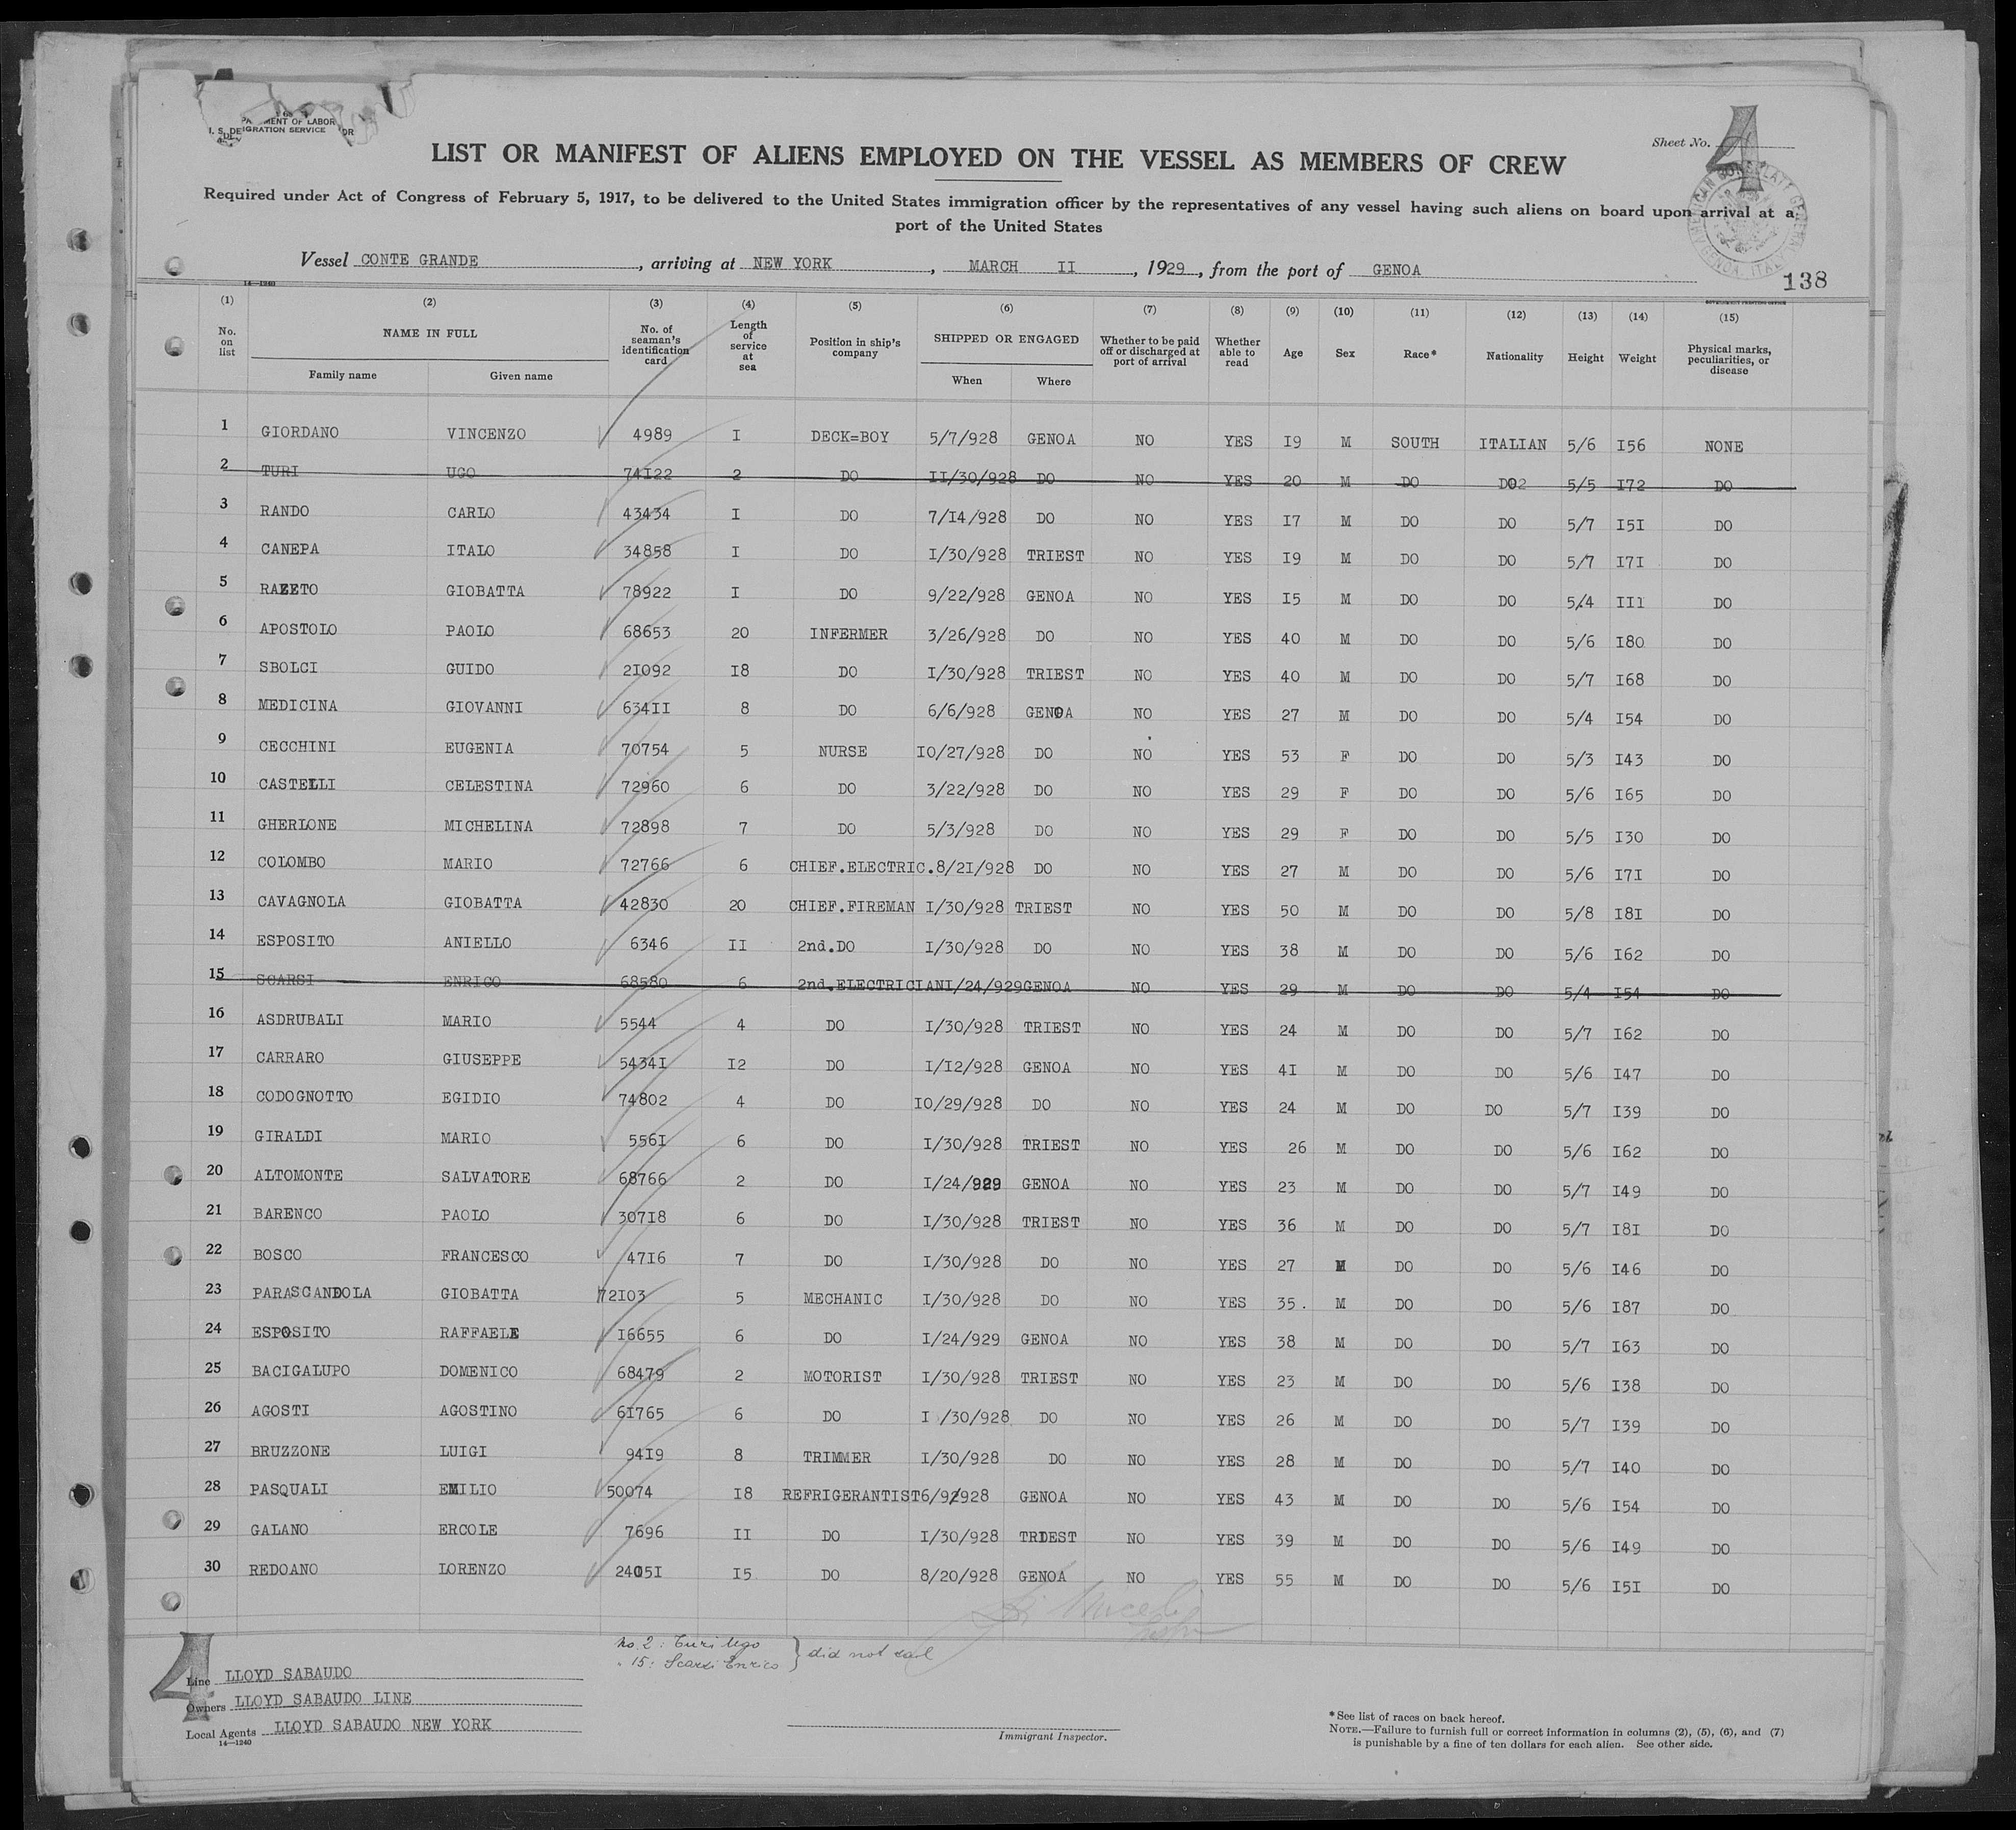 PARTMENT OF LABOR
IGRATION SERVICE
LIST OR MANIFEST OF ALIENS EMPLOYED ON THE VESSEL AS MEMBERS OF CREW
Sheet No. 4
Required under Act of Congress of February 5, 1917, to be delivered to the United States immigration officer by the representatives of any vessel having such aliens on board upon arrival at a
port of the United States
AMERICAN CONSULATE GENERAL GENOA, ITALY
Vessel CONTE GRANDE, arriving at NEW YORK, MARCH II, 1929, from the port of GENOA
138
14—1240
GOVERNMENT PRINTING OFFICE
(1) (2) (3) (4) (5) (6) (7) (8) (9) (10) (11) (12) (13) (14) (15)
No. on list NAME IN FULL Family name Given name No. of seaman's identification card Length of service at sea Position in ship's company SHIPPED OR ENGAGED When Where Whether to be paid off or discharged at port of arrival Whether able to read Age Sex Race* Nationality Height Weight Physical marks, peculiarities, or disease
1 GIORDANO VINCENZO 4989 I DECK=BOY 5/7/928 GENOA NO YES I9 M SOUTH ITALIAN 5/6 I56 NONE
2 TURI UGO 74I22 2 DO II/30/928 DO NO YES 20 M DO DO2 5/5 I72 DO
3 RANDO CARLO 43434 I DO 7/I4/928 DO NO YES I7 M DO DO 5/7 I5I DO
4 CANEPA ITALO 34858 I DO I/30/928 TRIEST NO YES I9 M DO DO 5/7 I7I DO
5 RAZETO GIOBATTA 78922 I DO 9/22/928 GENOA NO YES I5 M DO DO 5/4 III DO
6 APOSTOLO PAOLO 68653 20 INFERMER 3/26/928 DO NO YES 40 M DO DO 5/6 I80 DO
7 SBOLCI GUIDO 2I092 I8 DO I/30/928 TRIEST NO YES 40 M DO DO 5/7 I68 DO
8 MEDICINA GIOVANNI 634II 8 DO 6/6/928 GENOA NO YES 27 M DO DO 5/4 I54 DO
9 CECCHINI EUGENIA 70754 5 NURSE IO/27/928 DO NO YES 53 F DO DO 5/3 I43 DO
10 CASTELLI CELESTINA 72960 6 DO 3/22/928 DO NO YES 29 F DO DO 5/6 I65 DO
11 GHERLONE MICHELINA 72898 7 DO 5/3/928 DO NO YES 29 F DO DO 5/5 I30 DO
12 COLOMBO MARIO 72766 6 CHIEF.ELECTRIC.8/2I/928 DO NO YES 27 M DO DO 5/6 I7I DO
13 CAVAGNOLA GIOBATTA 42830 20 CHIEF.FIREMAN I/30/928 TRIEST NO YES 50 M DO DO 5/8 I8I DO
14 ESPOSITO ANIELLO 6346 II 2nd.DO I/30/928 DO NO YES 38 M DO DO 5/6 I62 DO
15 SCARSI ENRICO 68580 6 2nd.ELECTRICIANI/24/929GENOA NO YES 29 M DO DO 5/4 I54 DO
16 ASDRUBALI MARIO 5544 4 DO I/30/928 TRIEST NO YES 24 M DO DO 5/7 I62 DO
17 CARRARO GIUSEPPE 5434I I2 DO I/I2/928 GENOA NO YES 4I M DO DO 5/6 I47 DO
18 CODOGNOTTO EGIDIO 74802 4 DO IO/29/928 DO NO YES 24 M DO DO 5/7 I39 DO
19 GIRALDI MARIO 556I 6 DO I/30/928 TRIEST NO YES 26 M DO DO 5/6 I62 DO
20 ALTOMONTE SALVATORE 68766 2 DO I/24/929 GENOA NO YES 23 M DO DO 5/7 I49 DO
21 BARENCO PAOLO 307I8 6 DO I/30/928 TRIEST NO YES 36 M DO DO 5/7 I8I DO
22 BOSCO FRANCESCO 47I6 7 DO I/30/928 DO NO YES 27 M DO DO 5/6 I46 DO
23 PARASCANDOLA GIOBATTA 72I03 5 MECHANIC I/30/928 DO NO YES 35. M DO DO 5/6 I87 DO
24 ESPOSITO RAFFAELE I6655 6 DO I/24/929 GENOA NO YES 38 M DO DO 5/7 I63 DO
25 BACIGALUPO DOMENICO 68479 2 MOTORIST I/30/928 TRIEST NO YES 23 M DO DO 5/6 I38 DO
26 AGOSTI AGOSTINO 6I765 6 DO I /30/928 DO NO YES 26 M DO DO 5/7 I39 DO
27 BRUZZONE LUIGI 94I9 8 TRIMMER I/30/928 DO NO YES 28 M DO DO 5/7 I40 DO
28 PASQUALI EMILIO 50074 I8 REFRIGERANTIST6/9/928 GENOA NO YES 43 M DO DO 5/6 I54 DO
29 GALANO ERCOLE 7696 II DO I/30/928 TRIEST NO YES 39 M DO DO 5/6 I49 DO
30 REDOANO LORENZO 2405I I5 DO 8/20/928 GENOA NO YES 55 M DO DO 5/6 I5I DO
No 2: Turi Ugo
" 15: Scarsi Enrico } did not sail
4
Line LLOYD SABAUDO
Owners LLOYD SABAUDO LINE
Local Agents LLOYD SABAUDO NEW YORK
14—1240
Immigrant Inspector.
*See list of races on back hereof.
NOTE.—Failure to furnish full or correct information in columns (2), (5), (6), and (7)
is punishable by a fine of ten dollars for each alien. See other side.